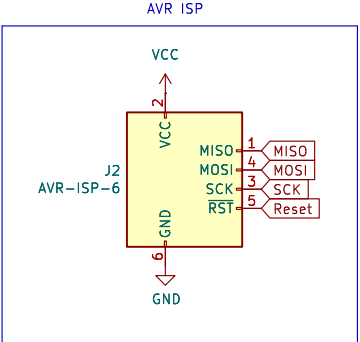 AVR ISP
VCC
2
VCC
MISO 1 MISO
J2 MOSI 4 MOSI
AVR-ISP-6 SCK 3 SCK
RST 5 Reset
GND
6
GND